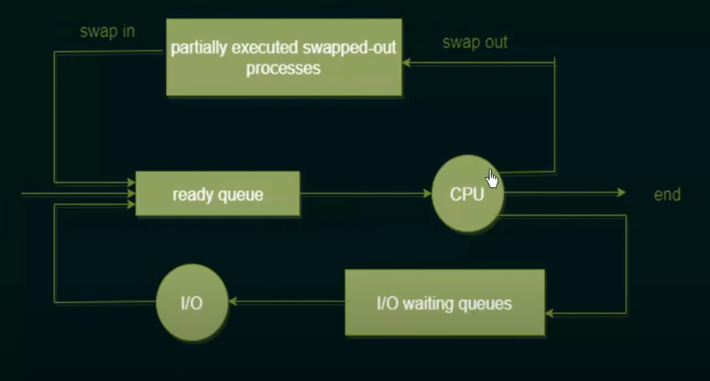 swap in
partially executed swapped-out
processes
swap out
ready queue
CPU
end
I/O
I/O waiting queues